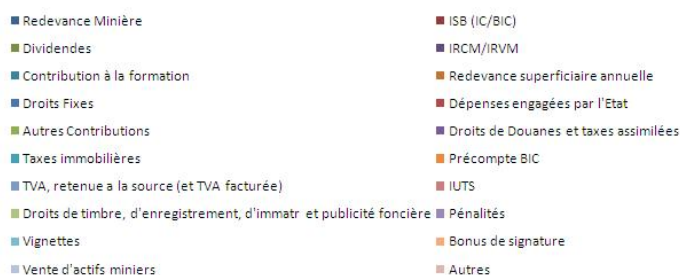 Redevance Minière
ISB (IC/BIC)
Dividendes
IRCM/IRVM
Contribution à la formation
Redevance superficiaire annuelle
Droits Fixes
Dépenses engagées par l'Etat
Autres Contributions
Droits de Douanes et taxes assimilées
Taxes immobilières
Précompte BIC
TVA, retenue a la source (et TVA facturée)
IUTS
Droits de timbre, d'enregistrement, d'immatr et publicité foncière
Pénalités
Vignettes
Bonus de signature
Vente d'actifs miniers
Autres